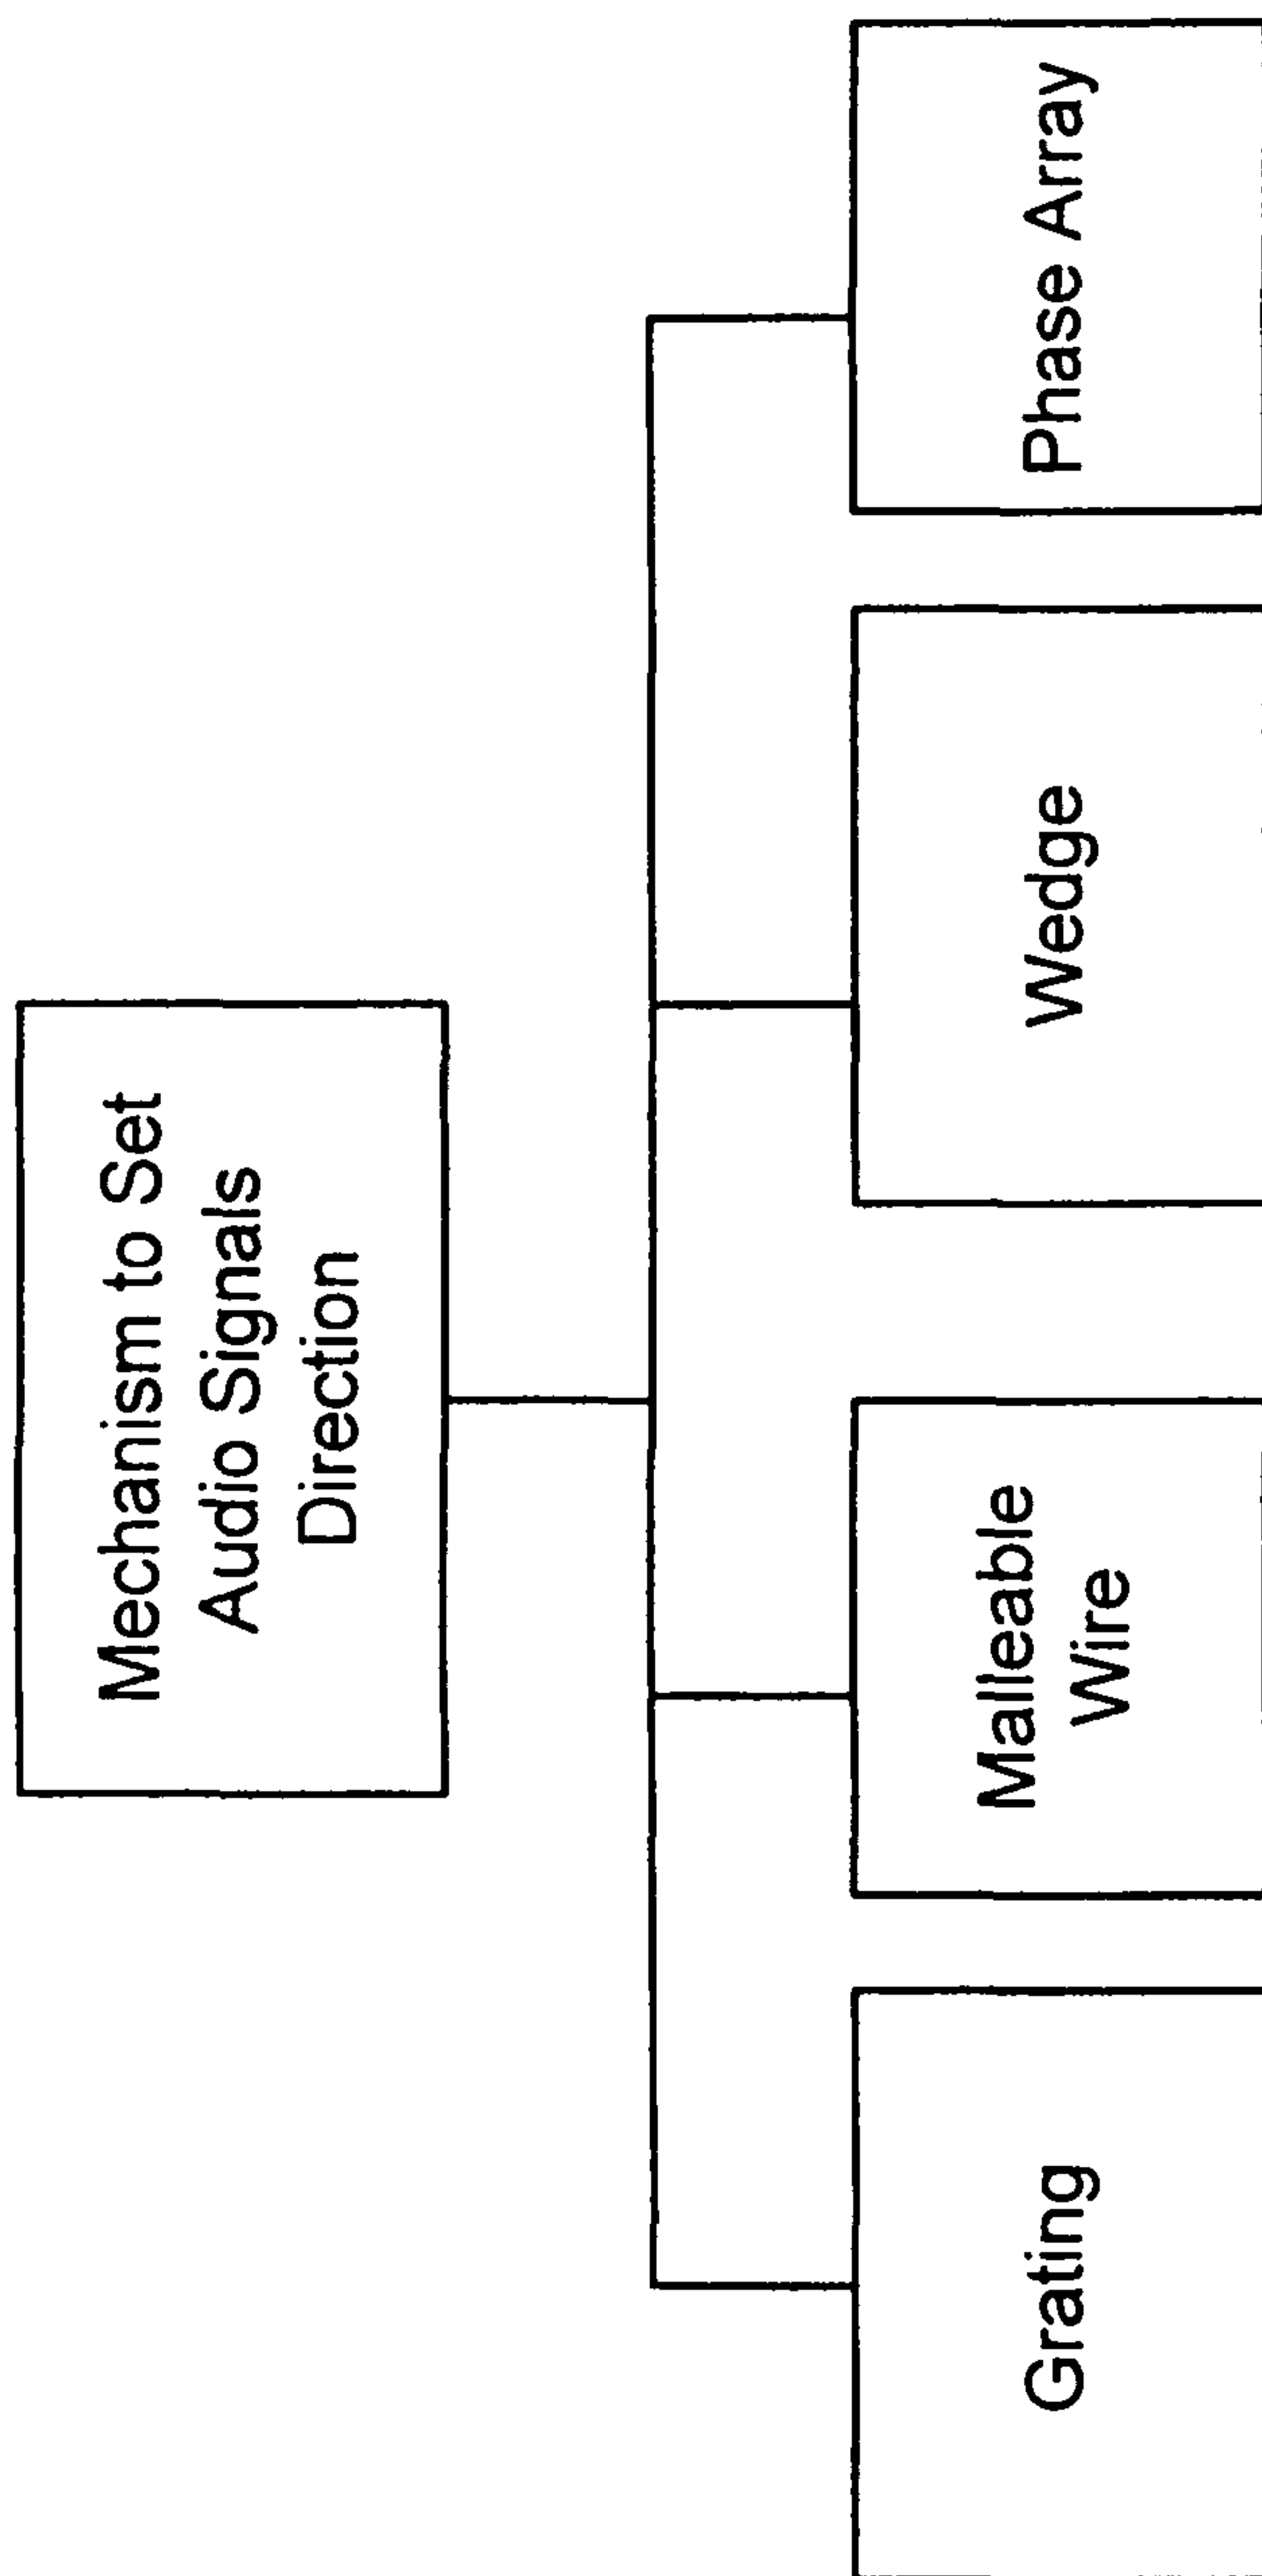 Mechanism to Set
Audio Signals
Direction
Grating
Malleable
Wire
Wedge
Phase Array